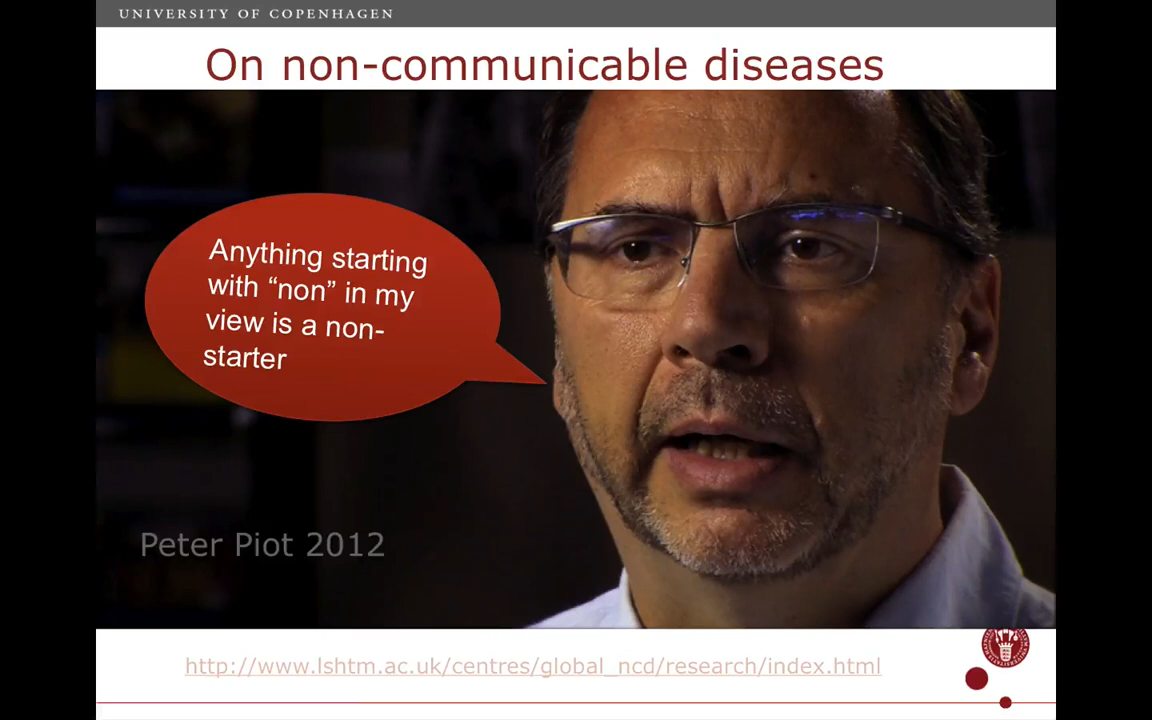 UNIVERSITY OF COPENHAGEN
On non-communicable diseases
Anything starting
with “non” in my
view is a non-
starter
Peter Piot 2012
http://www.lshtm.ac.uk/centres/global_ncd/research/index.html